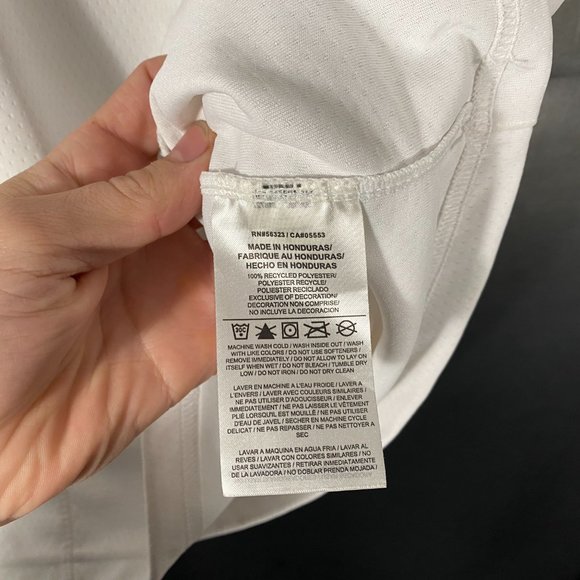 RN#56323 / CA#05553
MADE IN HONDURAS/
FABRIQUE AU HONDURAS/
HECHO EN HONDURAS
100% RECYCLED POLYESTER/
POLYESTER RECYCLE/
POLIESTER RECICLADO
EXCLUSIVE OF DECORATION/
DECORATION NON COMPRISE/
NO INCLUYE LA DECORACION
MACHINE WASH COLD / WASH INSIDE OUT / WASH
WITH LIKE COLORS / DO NOT USE SOFTENERS /
REMOVE IMMEDIATELY / DO NOT ALLOW TO LAY ON
ITSELF WHEN WET / DO NOT BLEACH / TUMBLE DRY
LOW / DO NOT IRON / DO NOT DRY CLEAN
LAVER EN MACHINE A L'EAU FROIDE / LAVER A
L'ENVERS / LAVER AVEC COULEURS SIMILAIRES /
NE PAS UTILISER D'ADOUCISSEUR / ENLEVER
IMMEDIATEMENT / NE PAS LAISSER LE VÊTEMENT
PLIÉ LORSQU'IL EST MOUILLÉ / NE PAS UTILISER
D'EAU DE JAVEL / SECHER EN MACHINE CYCLE
DELICAT / NE PAS REPASSER / NE PAS NETTOYER A
SEC
LAVAR A MAQUINA EN AGUA FRIA / LAVAR AL
REVES / LAVAR CON COLORES SIMILARES / NO
USAR SUAVIZANTES / RETIRAR INMEDIATAMENTE
DE LA LAVADORA / NO DOBLAR PRENDA MOJADA /